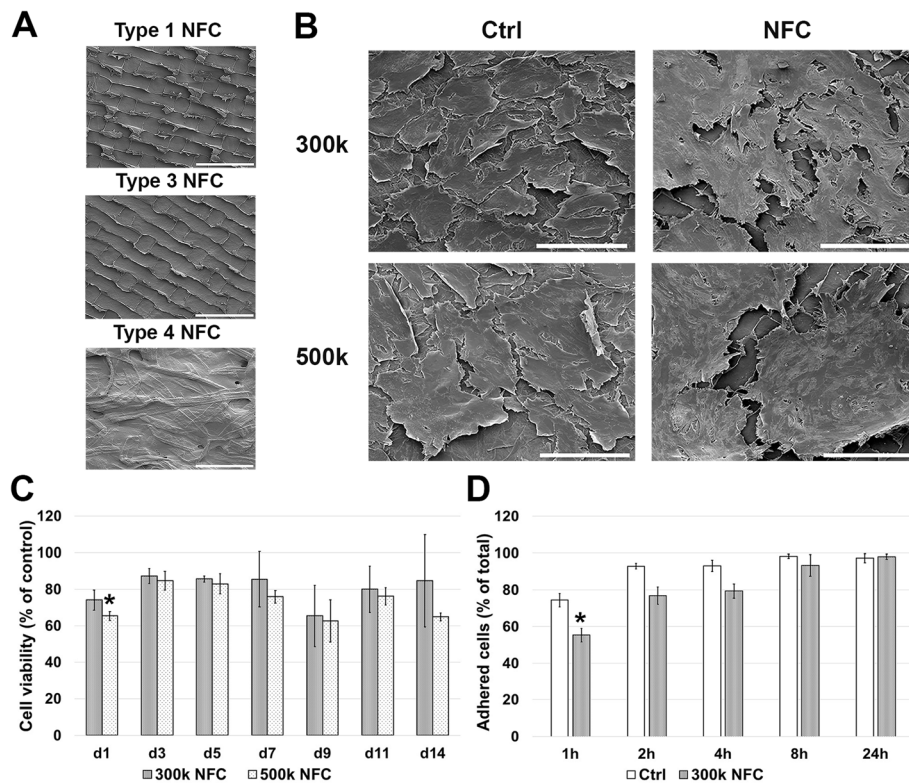 A
Type 1 NFC
Type 3 NFC
Type 4 NFC
B
Ctrl
NFC
300k
500k
C
Cell viability (% of control)
120
100
80
60
40
20
0
*
d1 d3 d5 d7 d9 d11 d14
300k NFC 500k NFC
D
Adhered cells (% of total)
120
100
80
60
40
20
0
*
1h 2h 4h 8h 24h
Ctrl 300k NFC